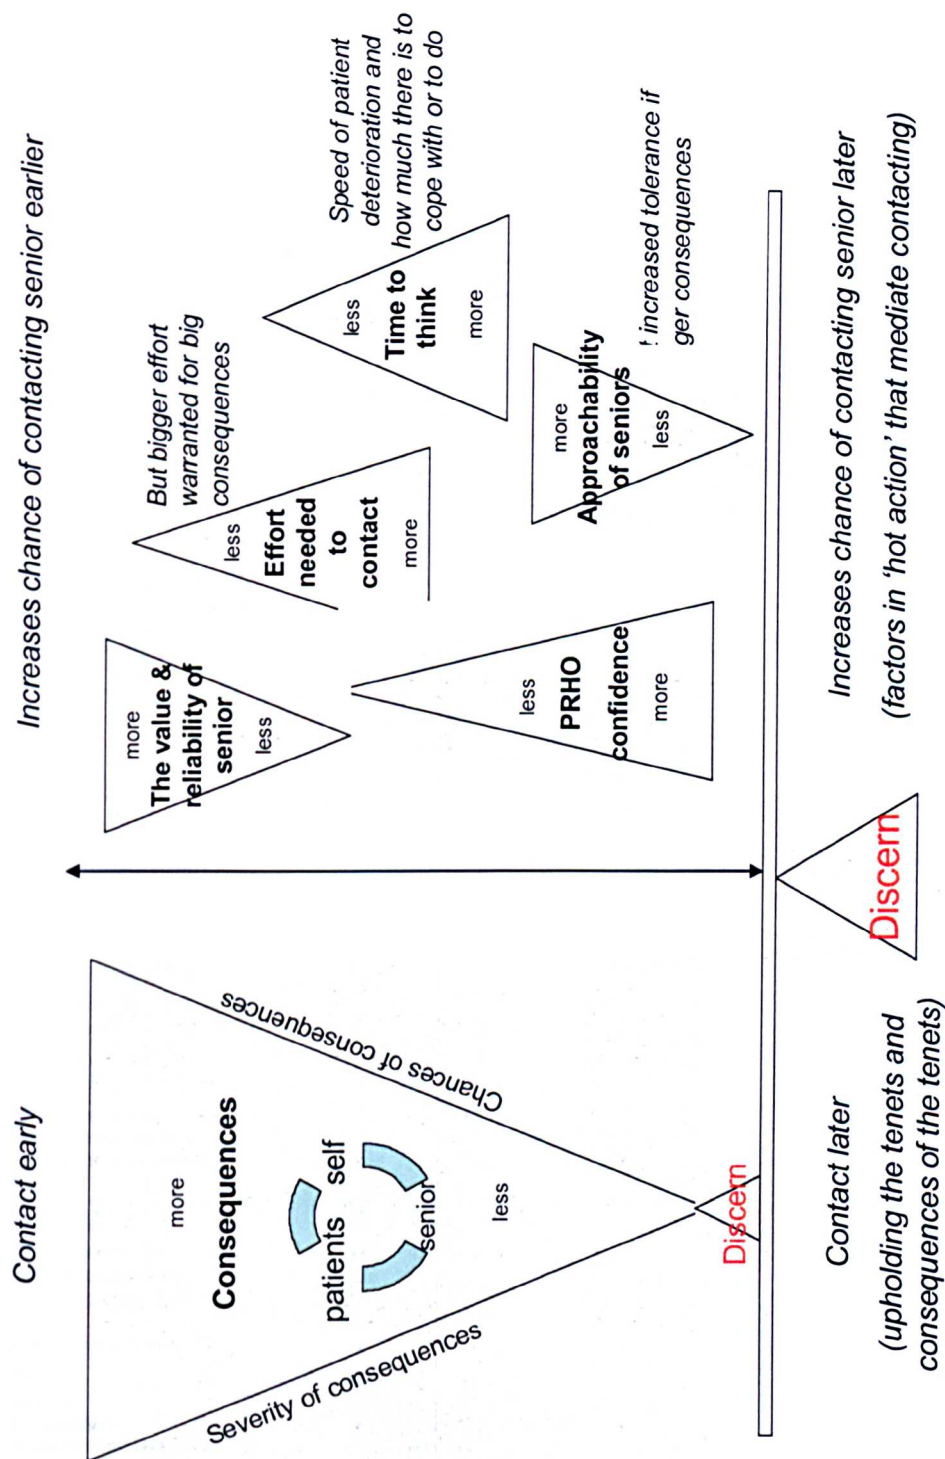 Contact early
Increases chance of contacting senior earlier
more
Consequences
patients self
senior
less
Severity of consequences
Chances of consequences
Discern
more
The value &
reliability of
senior
less
But bigger effort
warranted for big
consequences
less
Effort
needed
to
contact
more
Speed of patient
deterioration and
how much there is to
cope with or to do
less
Time to
think
more
less
PRHO
confidence
more
more
Approachability
of seniors
less
increased tolerance if
ger consequences
Discern
Contact later
(upholding the tenets and
consequences of the tenets)
Increases chance of contacting senior later
(factors in ‘hot action’ that mediate contacting)